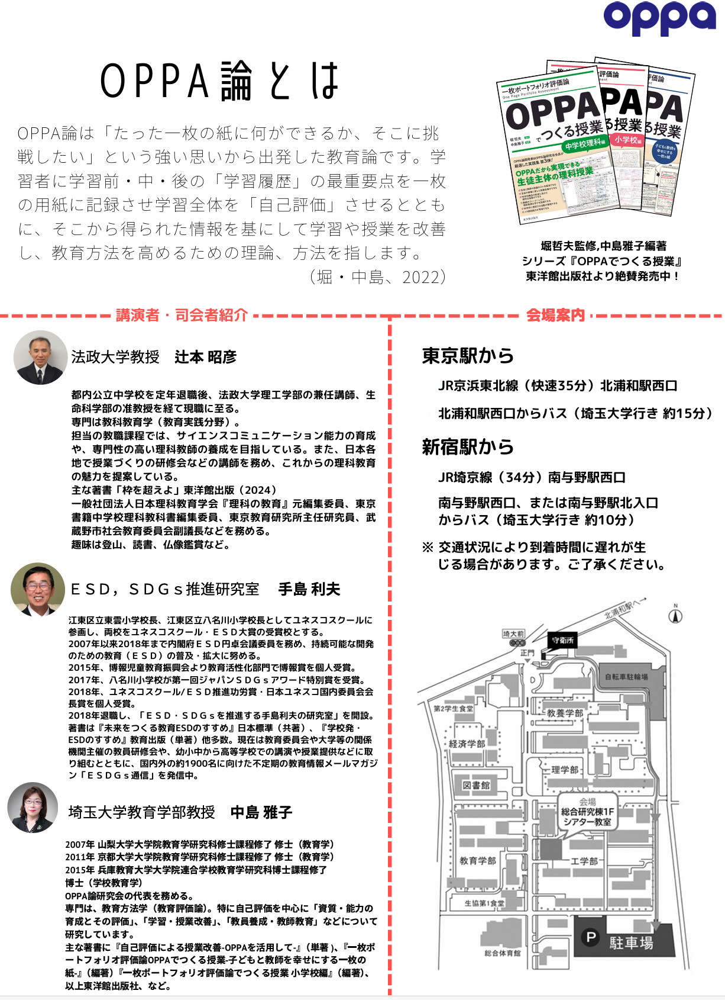 oppa
OPPA論とは
OPPA論は「たった一枚の紙に何ができるか、そこに挑
戦したい」という強い思いから出発した教育論です。学
習者に学習前・中・後の「学習履歴」の最重要点を一枚
の用紙に記録させ学習全体を「自己評価」させるととも
に、そこから得られた情報を基にして学習や授業を改善
し、教育方法を高めるための理論、方法を指します。
（堀・中島、2022）
一枚ポートフォリオ評価論
One Page Portfolio Assessment
OPPA
でつくる授業
堀 哲夫
中島雅子
中学校理科編
OPPAだから実現できる
生徒主体の理科授業
評価論
PA
る授業
小学校編
評価論
PA
る授業
子どもと教師を
幸せにする
一枚の紙
堀哲夫監修,中島雅子編著
シリーズ『OPPAでつくる授業』
東洋館出版社より絶賛発売中！
講演者・司会者紹介
法政大学教授　辻本 昭彦
都内公立中学校を定年退職後、法政大学理工学部の兼任講師、生
命科学部の准教授を経て現職に至る。
専門は教科教育学（教育実践分野）。
担当の教職課程では、サイエンスコミュニケーション能力の育成
や、専門性の高い理科教師の養成を目指している。また、日本各
地で授業づくりの研修会などの講師を務め、これからの理科教育
の魅力を提案している。
主な著書「枠を超えよ」東洋館出版（2024）
一般社団法人日本理科教育学会『理科の教育』元編集委員、東京
書籍中学校理科教科書編集委員、東京教育研究所主任研究員、武
蔵野市社会教育委員会副議長などを務める。
趣味は登山、読書、仏像鑑賞など。
ＥＳＤ，ＳＤＧｓ推進研究室　手島 利夫
江東区立東雲小学校長、江東区立八名川小学校長としてユネスコスクールに
参画し、両校をユネスコスクール・ＥＳＤ大賞の受賞校とする。
2007年以来2018年まで内閣府ＥＳＤ円卓会議委員を務め、持続可能な開発
のための教育（ＥＳＤ）の普及・拡大に努める。
2015年、博報児童教育振興会より教育活性化部門で博報賞を個人受賞。
2017年、八名川小学校が第一回ジャパンＳＤＧｓアワード特別賞を受賞。
2018年、ユネスコスクール/ＥＳＤ推進功労賞・日本ユネスコ国内委員会会
長賞を個人受賞。
2018年退職し、「ＥＳＤ・ＳＤＧｓを推進する手島利夫の研究室」を開設。
著書は『未来をつくる教育ESDのすすめ』日本標準（共著）、『学校発・
ESDのすすめ』教育出版（単著）他多数。現在は教育委員会や大学等の関係
機関主催の教員研修会や、幼小中から高等学校での講演や授業提供などに取
り組むとともに、国内外の約1900名に向けた不定期の教育情報メールマガジ
ン「ＥＳＤＧｓ通信」を発信中。
埼玉大学教育学部教授　中島 雅子
2007年 山梨大学大学院教育学研究科修士課程修了 修士（教育学）
2011年 京都大学大学院教育学研究科修士課程修了 修士（教育学）
2015年 兵庫教育大学大学院連合学校教育学研究科博士課程修了
博士（学校教育学）
OPPA論研究会の代表を務める。
専門は、教育方法学（教育評価論）。特に自己評価を中心に「資質・能力の
育成とその評価」、「学習・授業改善」、「教員養成・教師教育」などについて
研究しています。
主な著書に『自己評価による授業改善-OPPAを活用して-』（単著 ）、『一枚ポ
ートフォリオ評価論OPPAでつくる授業-子どもと教師を幸せにする一枚の
紙-』（編著）『一枚ポートフォリオ評価論でつくる授業 小学校編』（編著）、
以上東洋館出版社、など。
会場案内
東京駅から
JR京浜東北線（快速35分）北浦和駅西口
北浦和駅西口からバス（埼玉大学行き 約15分）
新宿駅から
JR埼京線（34分）南与野駅西口
南与野駅西口、または南与野駅北入口
からバス（埼玉大学行き 約10分）
※ 交通状況により到着時間に遅れが生
じる場合があります。ご了承ください。
北浦和駅へ→
N
埼大前
守衛所
正門
自転車駐輪場
第2学生食堂
教養学部
経済学部
理学部
図書館
会場
総合研究棟1F
シアター教室
教育学部
工学部
生協第1食堂
総合体育館
P
駐車場